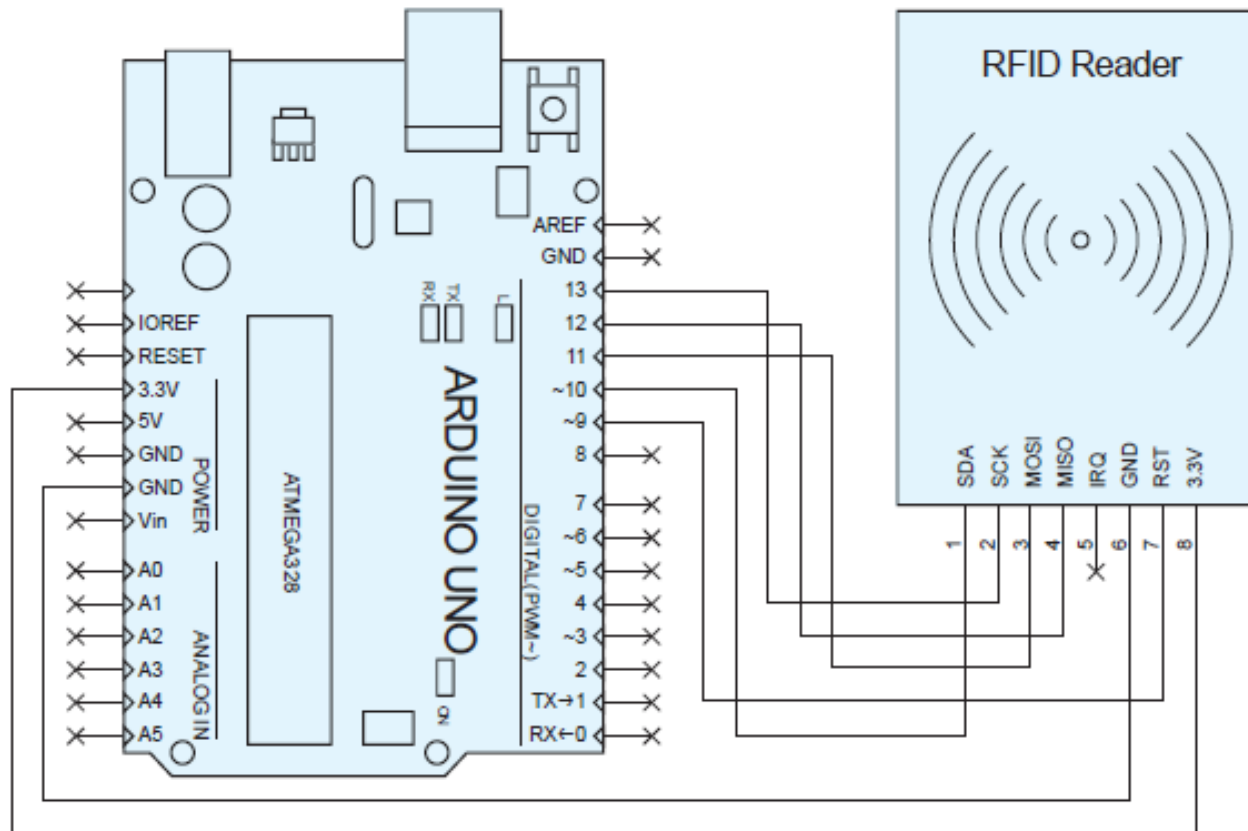 RFID Reader
AREF
GND
13
12
11
~10
~9
8
7
~6
~5
4
~3
2
TX→1
RX←0
IOREF
RESET
3.3V
5V
GND
GND
Vin
A0
A1
A2
A3
A4
A5
POWER
ANALOG IN
ATMEGA328
RX
TX
L
ARDUINO UNO
DIGITAL(PWM~)
ON
SDA
SCK
MOSI
MISO
IRQ
GND
RST
3.3V
1
2
3
4
5
6
7
8